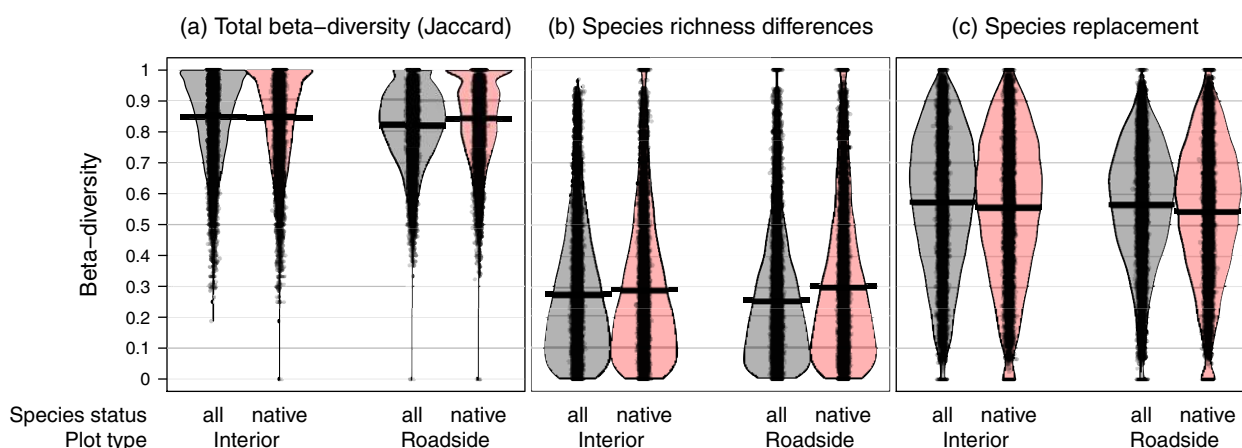 (a) Total beta−diversity (Jaccard)
(b) Species richness differences
(c) Species replacement
Beta−diversity
1
0.9
0.8
0.7
0.6
0.5
0.4
0.3
0.2
0.1
0
Species status all native all native all native all native all native all native
Plot type Interior Roadside Interior Roadside Interior Roadside